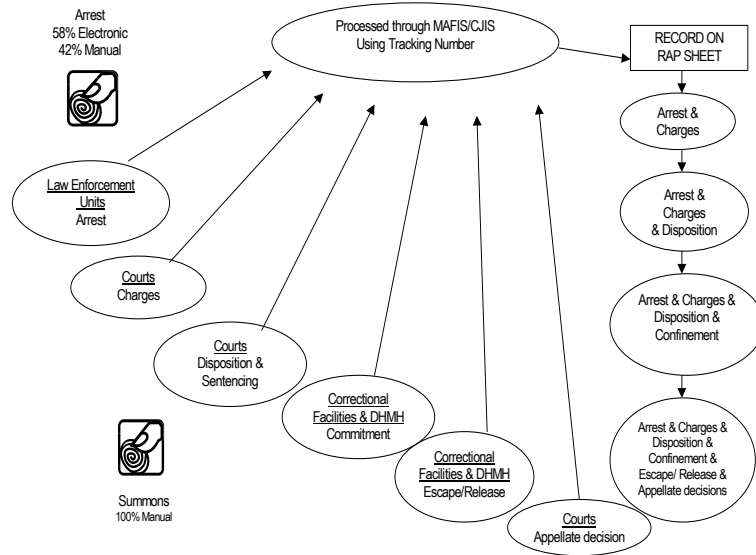 Arrest
58% Electronic
42% Manual
Processed through MAFIS/CJIS
Using Tracking Number
RECORD ON
RAP SHEET
Arrest &
Charges
Law Enforcement
Units
Arrest
Arrest &
Charges
& Disposition
Courts
Charges
Arrest & Charges &
Disposition &
Confinement
Courts
Disposition &
Sentencing
Correctional
Facilities & DHMH
Commitment
Arrest & Charges &
Disposition &
Confinement &
Escape/ Release &
Appellate decisions
Correctional
Facilities & DHMH
Escape/Release
Summons
100% Manual
Courts
Appellate decision